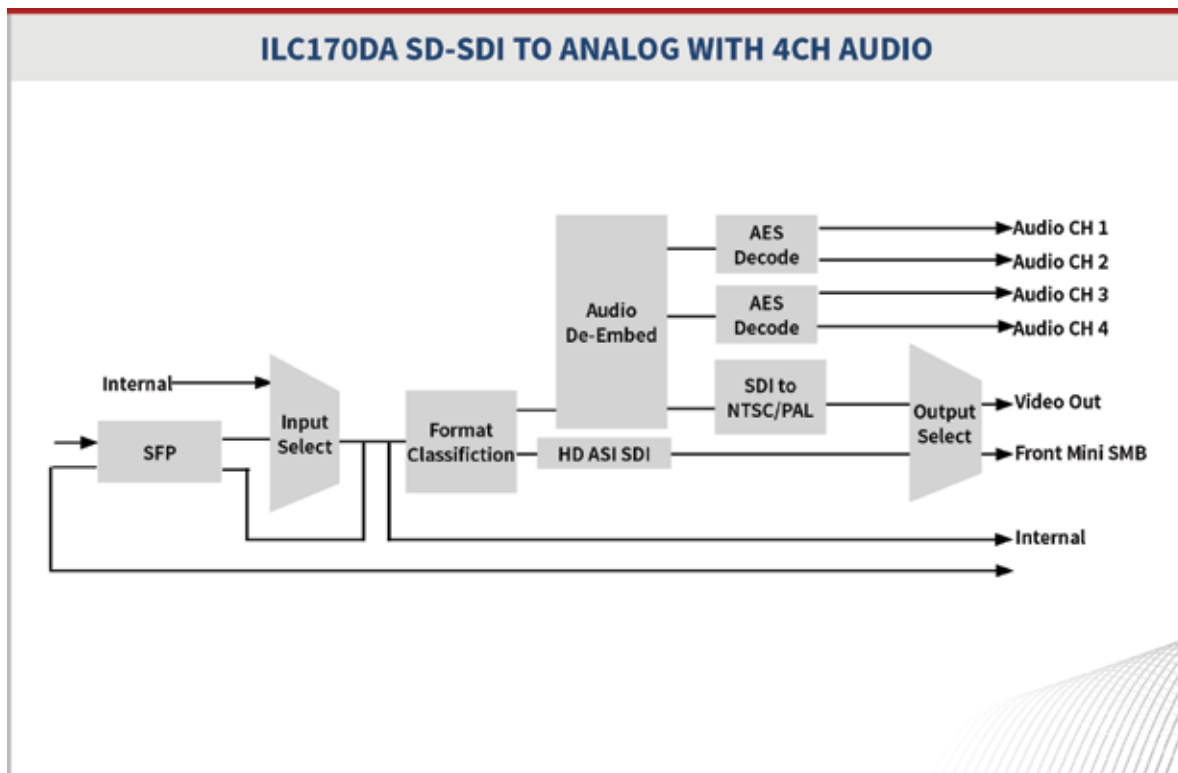 ILC170DA SD-SDI TO ANALOG WITH 4CH AUDIO
AES
Decode
Audio CH 1
Audio CH 2
Audio
De-Embed
AES
Decode
Audio CH 3
Audio CH 4
Internal
Input
Select
SFP
Format
Classifiction
SDI to
NTSC/PAL
HD ASI SDI
Output
Select
Video Out
Front Mini SMB
Internal